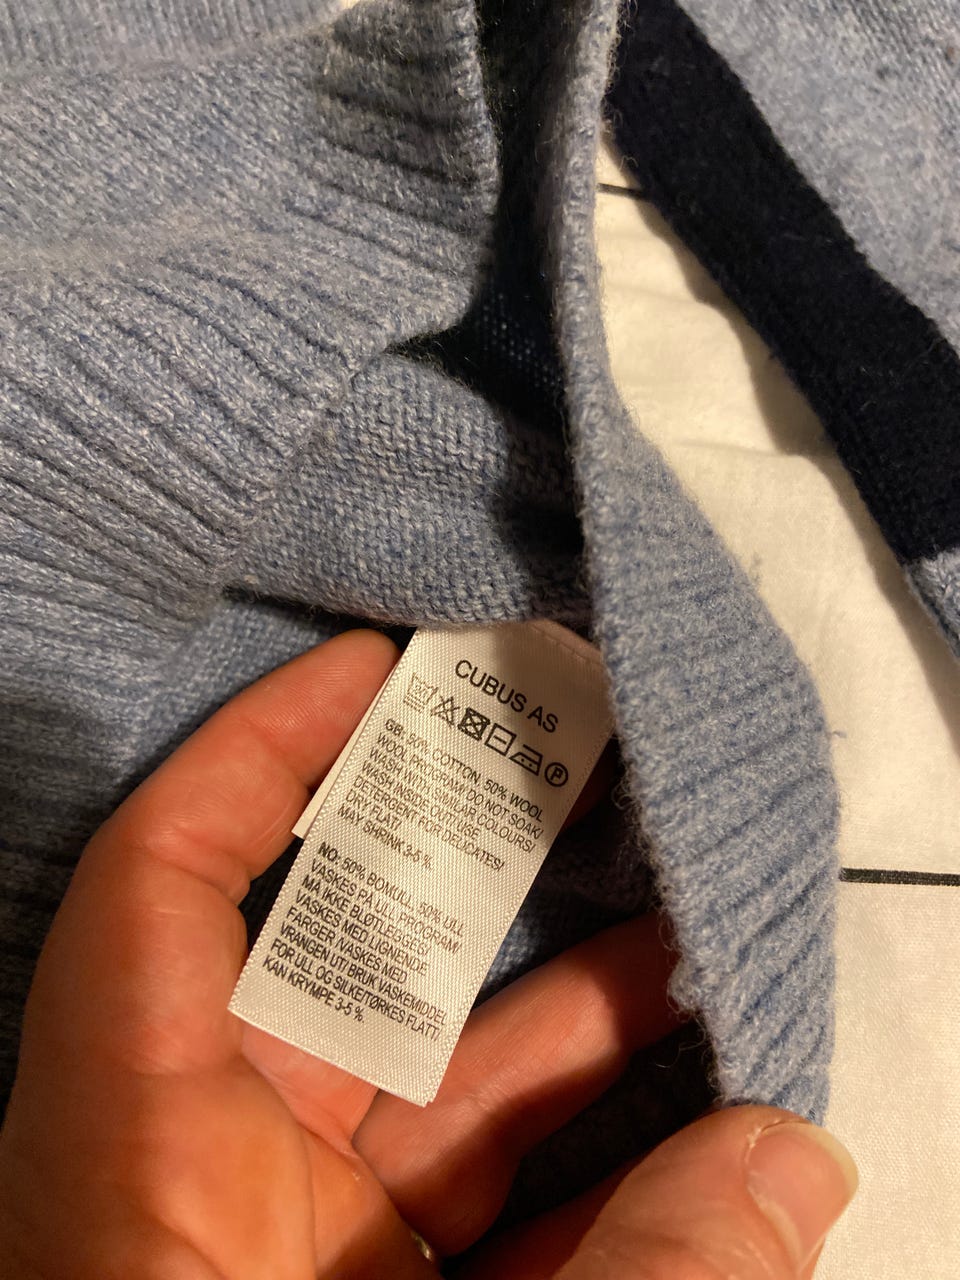 CUBUS AS
30
P
GB: 50% COTTON, 50% WOOL
WOOL PROGRAM! DO NOT SOAK!
WASH WITH SIMILAR COLOURS!
WASH INSIDE OUT! USE
DETERGENT FOR DELICATES!
DRY FLAT.
MAY SHRINK 3-5 %.
NO: 50% BOMULL, 50% ULL
VASKES PÅ ULL PROGRAM!
MÅ IKKE BLØTLEGGES!
VASKES MED LIGNENDE
FARGER !VASKES MED
VRANGEN UT! BRUK VASKEMIDDEL
FOR ULL OG SILKE!TØRKES FLATT!
KAN KRYMPE 3-5 %.